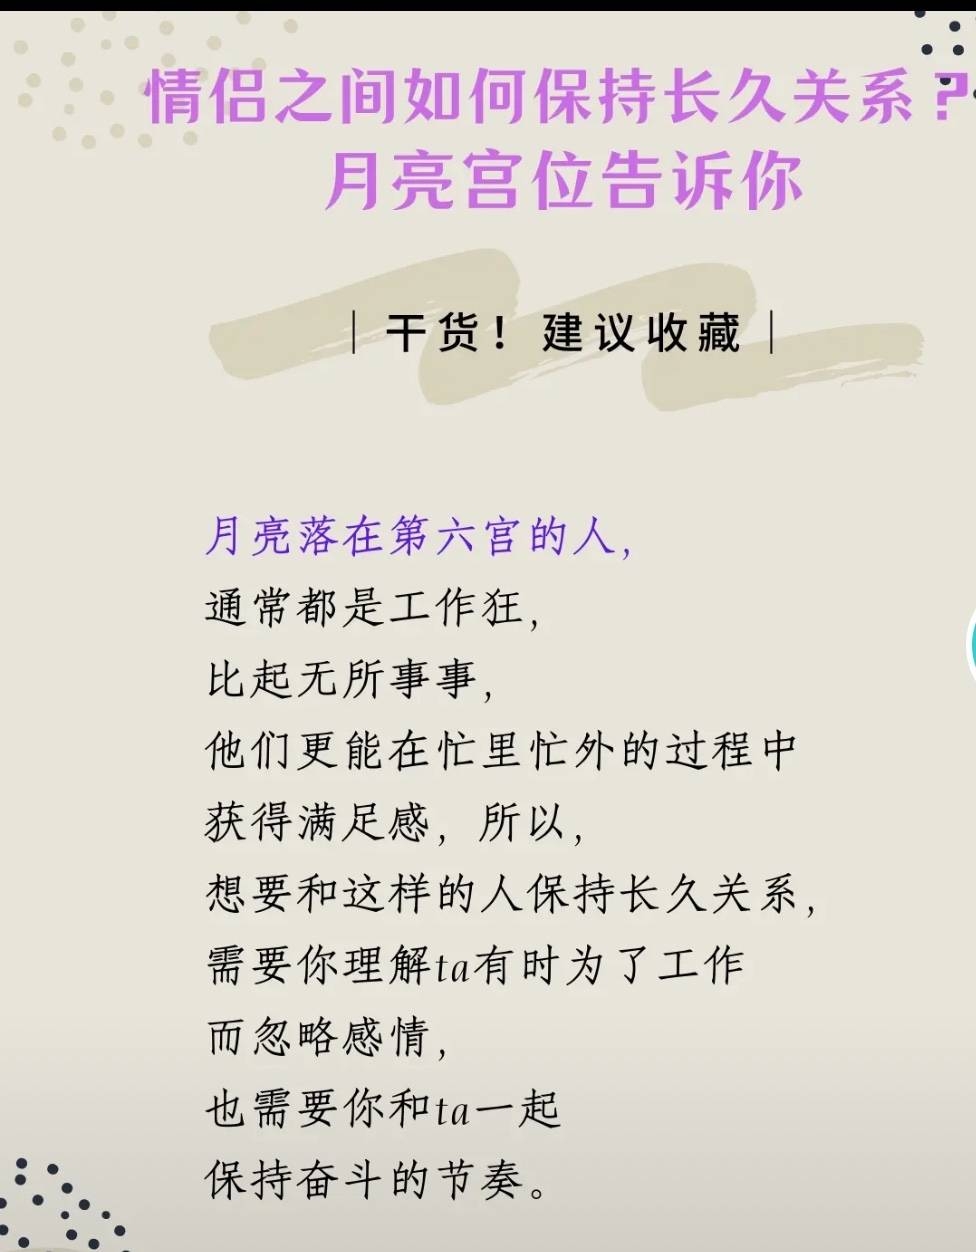 情侣之间如何保持长久关系？
月亮宫位告诉你
｜干货！建议收藏｜
月亮落在第六宫的人，
通常都是工作狂，
比起无所事事，
他们更能在忙里忙外的过程中
获得满足感，所以，
想要和这样的人保持长久关系，
需要你理解ta有时为了工作
而忽略感情，
也需要你和ta一起
保持奋斗的节奏。